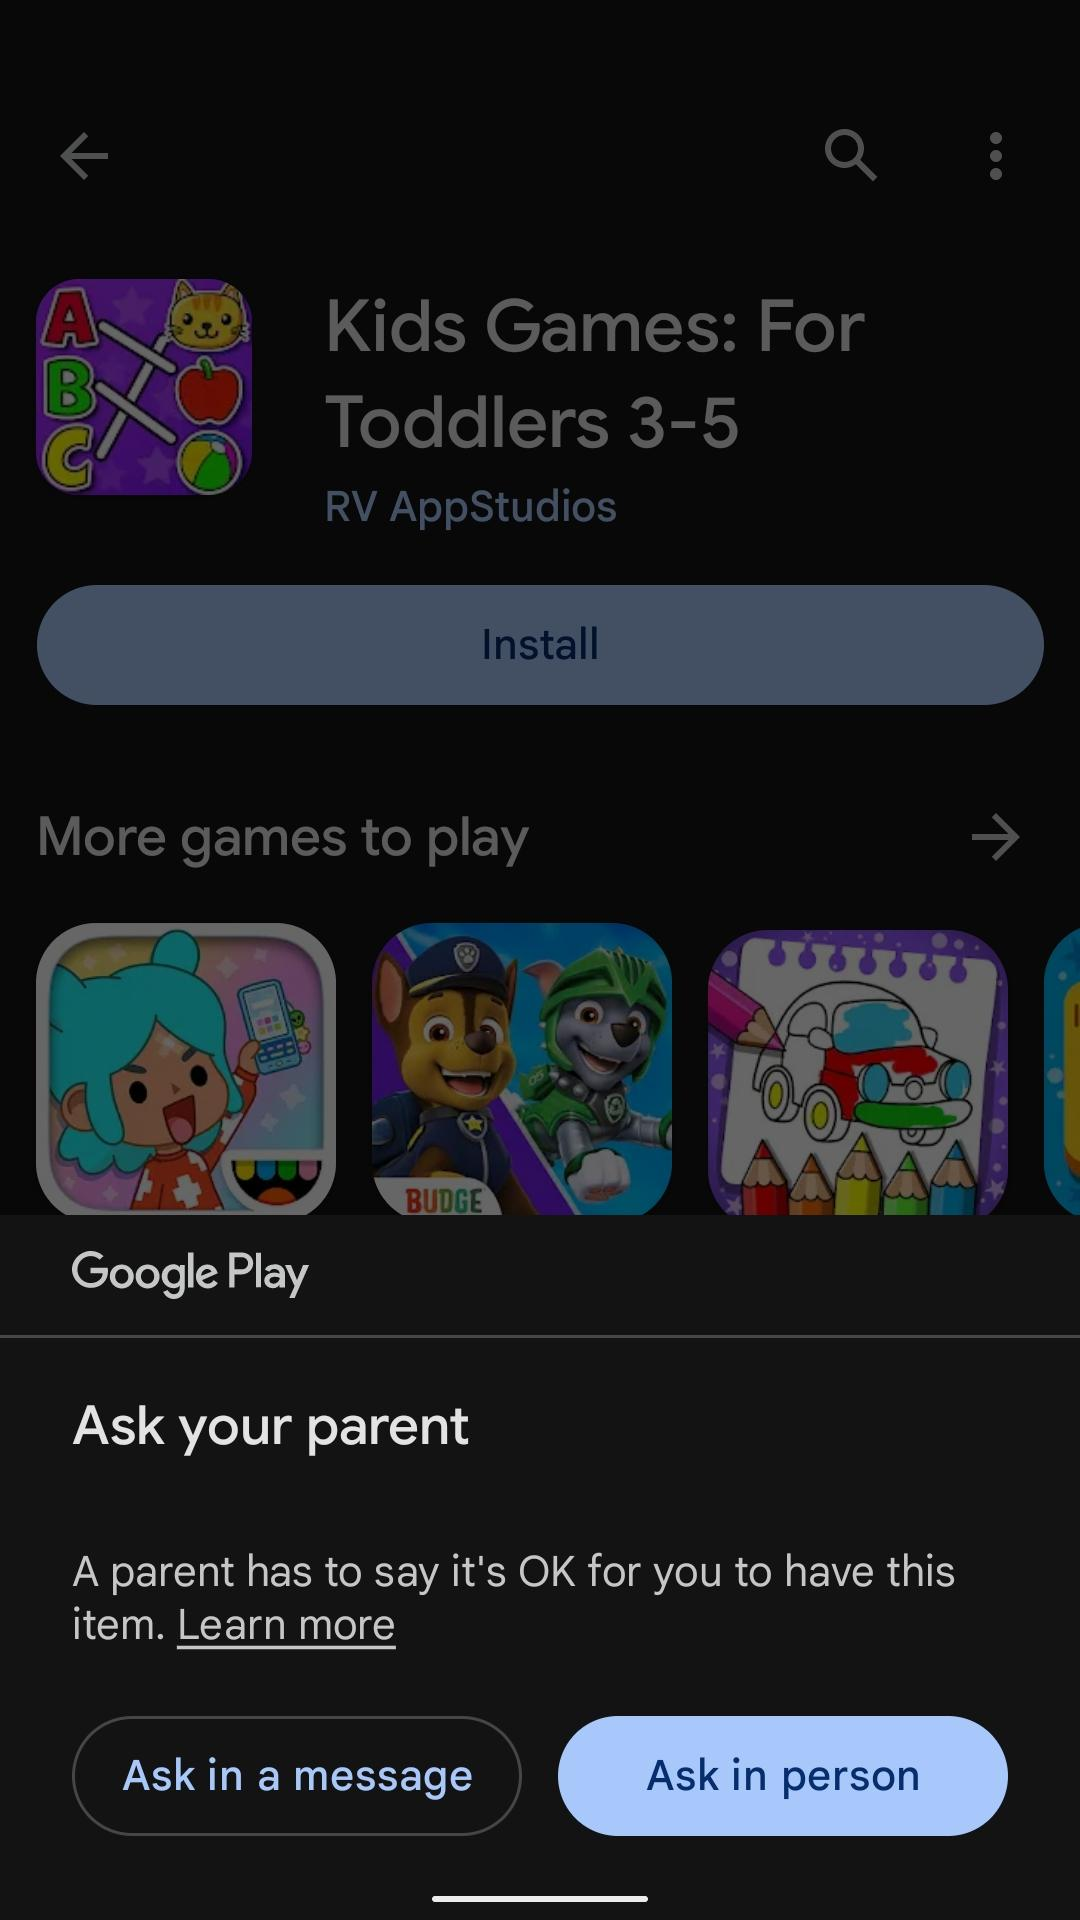 A
B
C
Kids Games: For
Toddlers 3-5
RV AppStudios
Install
More games to play
BUDGE
Google Play
Ask your parent
A parent has to say it's OK for you to have this
item. Learn more
Ask in a message
Ask in person